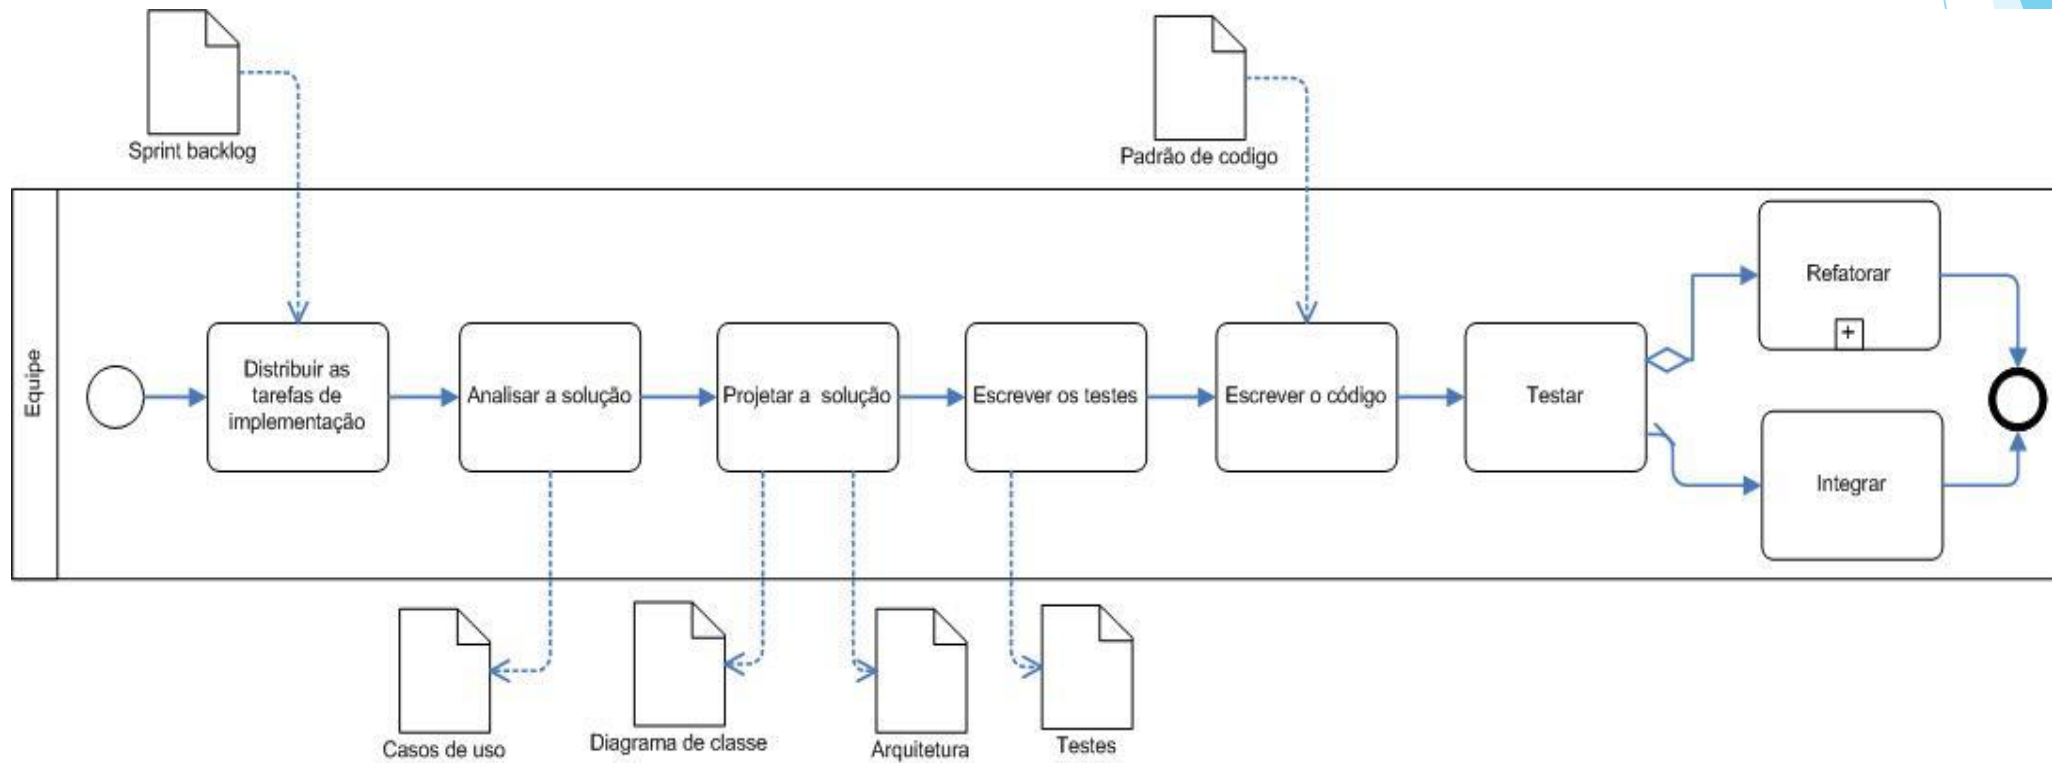 Sprint backlog
Padrão de codigo
Equipe
Distribuir as
tarefas de
implementação
Analisar a solução
Projetar a solução
Escrever os testes
Escrever o código
Testar
Refatorar
+
Integrar
Casos de uso
Diagrama de classe
Arquitetura
Testes